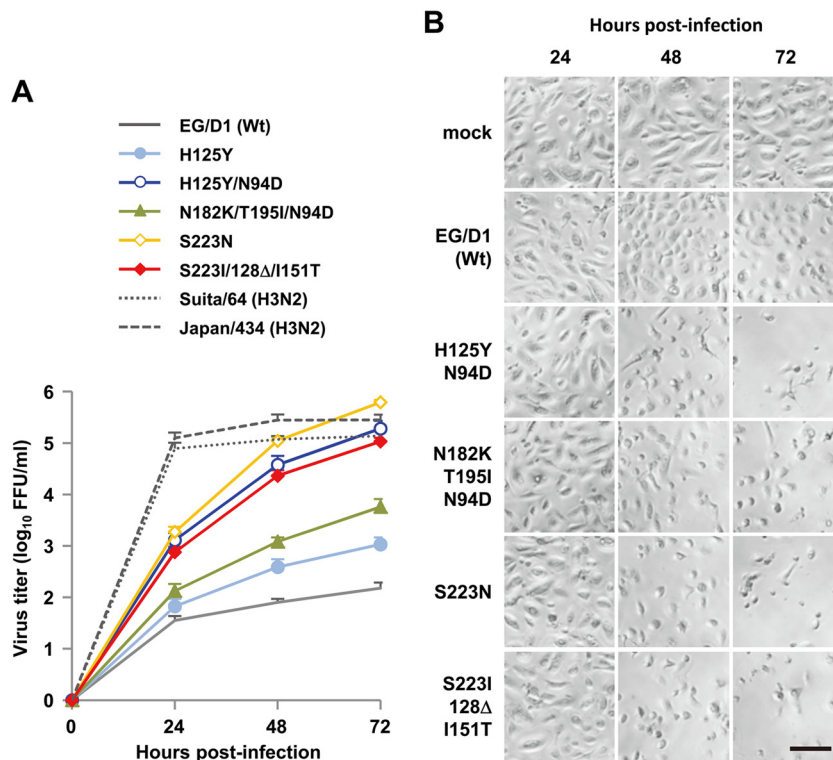 A
EG/D1 (Wt)
H125Y
H125Y/N94D
N182K/T195I/N94D
S223N
S223I/128Δ/I151T
Suita/64 (H3N2)
Japan/434 (H3N2)
Virus titer (log10 FFU/ml)
6
5
4
3
2
1
0
0 24 48 72
Hours post-infection
B
Hours post-infection
24 48 72
mock
EG/D1
(Wt)
H125Y
N94D
N182K
T195I
N94D
S223N
S223I
128Δ
I151T